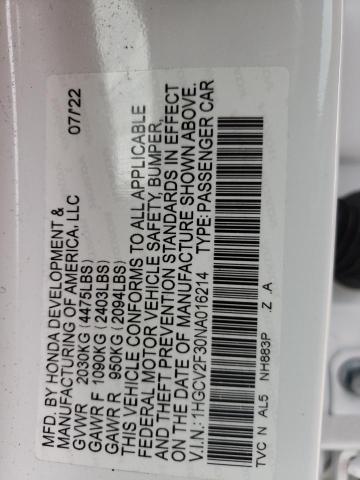 MFD. BY HONDA DEVELOPMENT &
MANUFACTURING OF AMERICA, LLC 07/22
GVWR 2030KG (4475LBS)
GAWR F 1090KG (2403LBS)
GAWR R 950KG (2094LBS)
THIS VEHICLE CONFORMS TO ALL APPLICABLE
FEDERAL MOTOR VEHICLE SAFETY, BUMPER,
AND THEFT PREVENTION STANDARDS IN EFFECT
ON THE DATE OF MANUFACTURE SHOWN ABOVE.
V.I.N.: 1HGCV2F30NA016214 TYPE: PASSENGER CAR
TVC N AL5 NH883P .Z .A